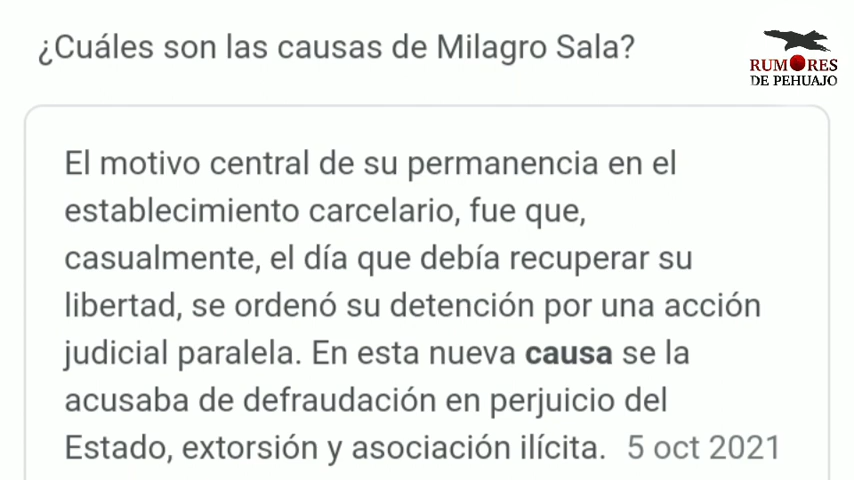 ¿Cuáles son las causas de Milagro Sala?
RUMORES
DE PEHUAJO
El motivo central de su permanencia en el
establecimiento carcelario, fue que,
casualmente, el día que debía recuperar su
libertad, se ordenó su detención por una acción
judicial paralela. En esta nueva causa se la
acusaba de defraudación en perjuicio del
Estado, extorsión y asociación ilícita. 5 oct 2021